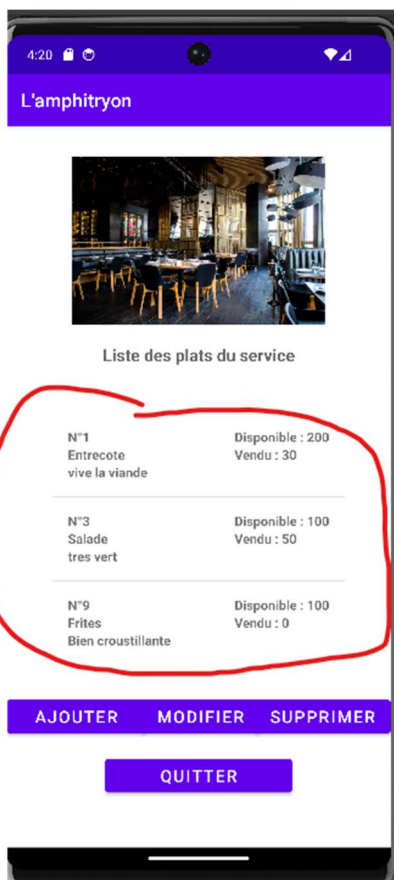 4:20
L'amphitryon
Liste des plats du service
N°1
Entrecote
vive la viande
Disponible : 200
Vendu : 30
N°3
Salade
tres vert
Disponible : 100
Vendu : 50
N°9
Frites
Bien croustillante
Disponible : 100
Vendu : 0
AJOUTER MODIFIER SUPPRIMER
QUITTER